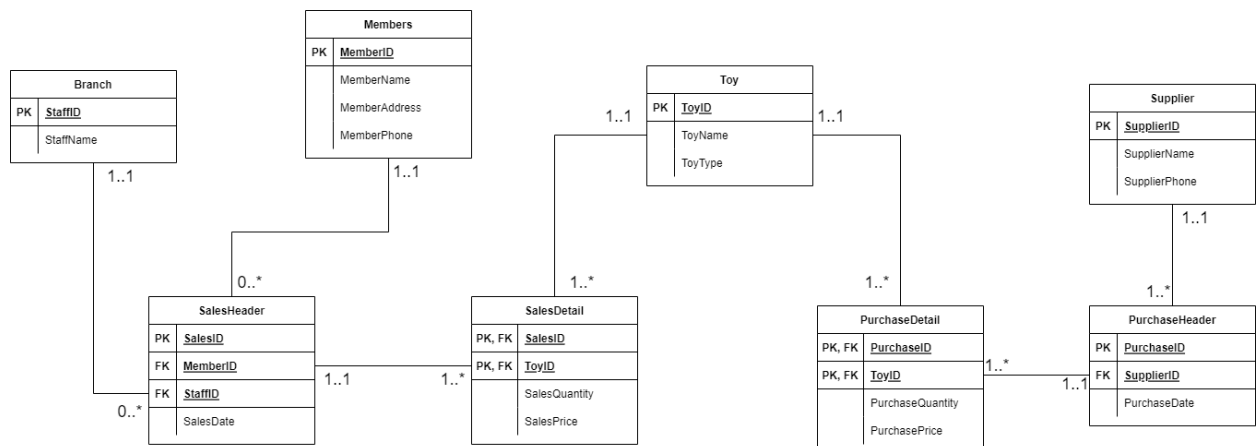 Members
PK MemberID
MemberName
MemberAddress
MemberPhone
1..1
Branch
PK StaffID
StaffName
1..1
Toy
PK ToyID
ToyName
ToyType
1..1
1..1
Supplier
PK SupplierID
SupplierName
SupplierPhone
1..1
0..*
SalesHeader
PK SalesID
FK MemberID
FK StaffID
SalesDate
0..*
1..1
1..*
SalesDetail
PK, FK SalesID
PK, FK ToyID
SalesQuantity
SalesPrice
1..*
1..*
PurchaseDetail
PK, FK PurchaseID
PK, FK ToyID
PurchaseQuantity
PurchasePrice
1..*
1..1
1..*
PurchaseHeader
PK PurchaseID
FK SupplierID
PurchaseDate